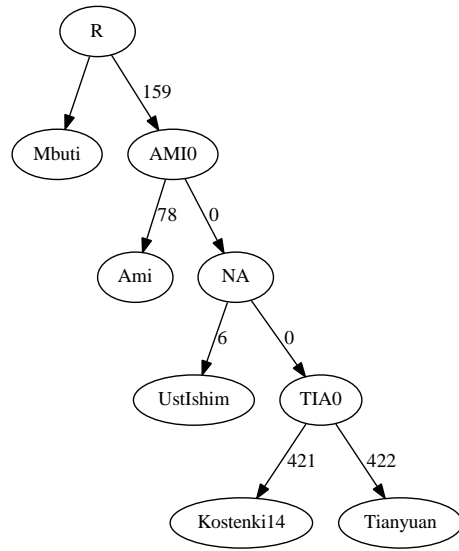 R
159
Mbuti
AMI0
78
0
Ami
NA
6
0
UstIshim
TIA0
421
422
Kostenki14
Tianyuan